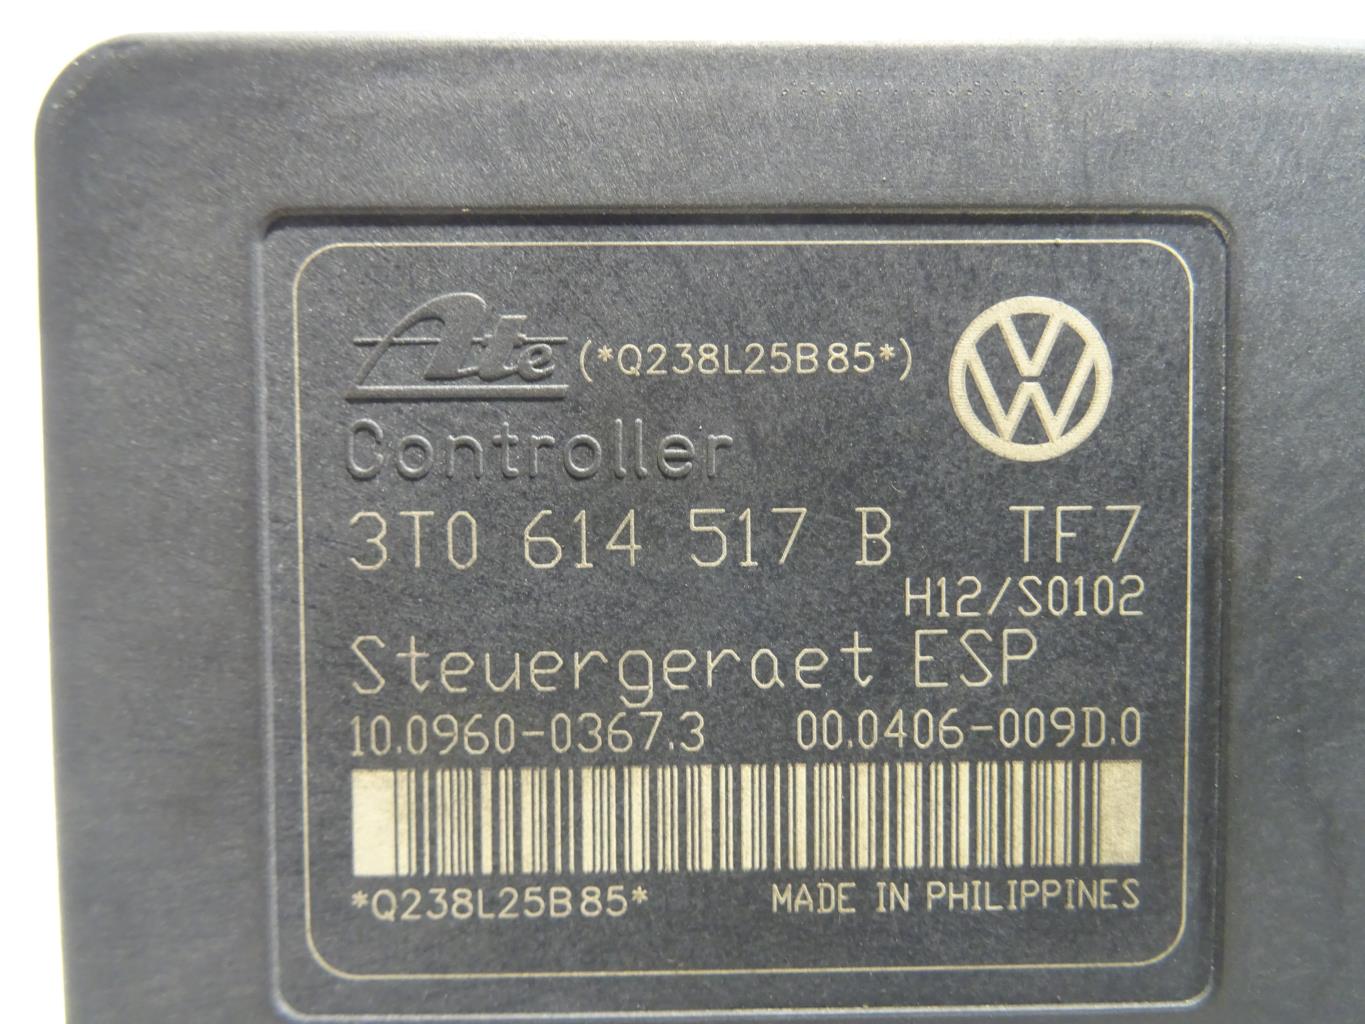 Ate (*Q238L25B85*)
Controller
3T0 614 517 B TF7
H12/S0102
Steuergeraet ESP
10.0960-0367.3 00.0406-009D.0
*Q238L25B85* MADE IN PHILIPPINES